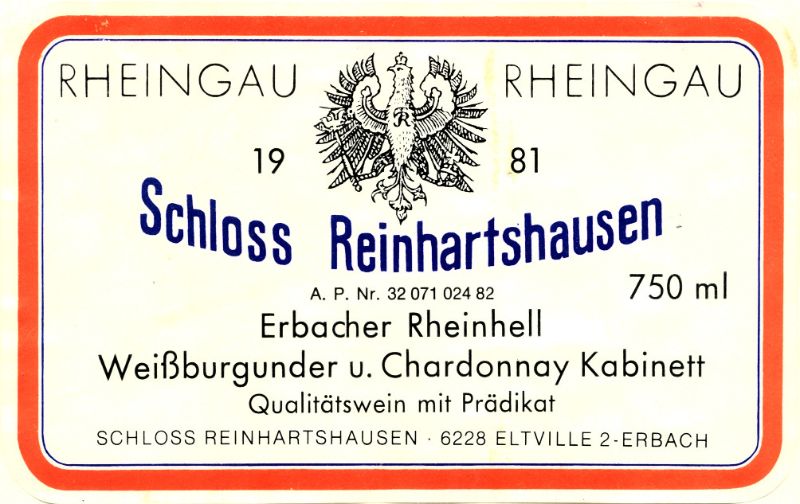 RHEINGAU RHEINGAU
R
19 81
Schloss Reinhartshausen
A. P. Nr. 32 071 024 82
750 ml
Erbacher Rheinhell
Weißburgunder u. Chardonnay Kabinett
Qualitätswein mit Prädikat
SCHLOSS REINHARTSHAUSEN · 6228 ELTVILLE 2-ERBACH